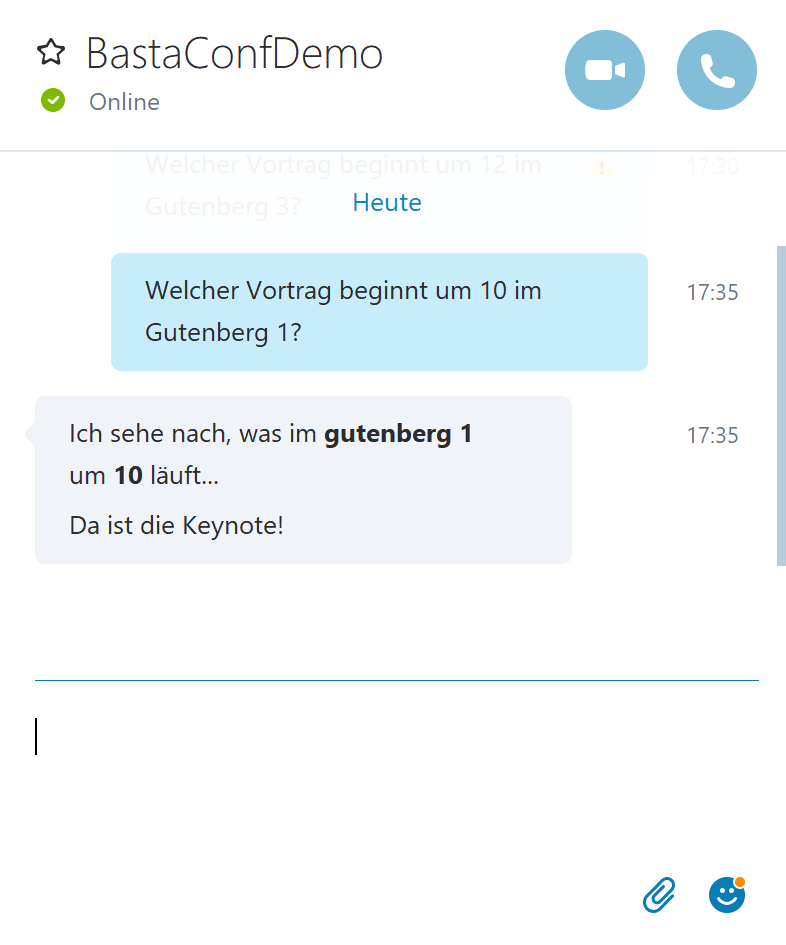 BastaConfDemo
Online
Welcher Vortrag beginnt um 12 im
17:30
Gutenberg 3?
Heute
Welcher Vortrag beginnt um 10 im
17:35
Gutenberg 1?
Ich sehe nach, was im gutenberg 1
17:35
um 10 läuft...
Da ist die Keynote!